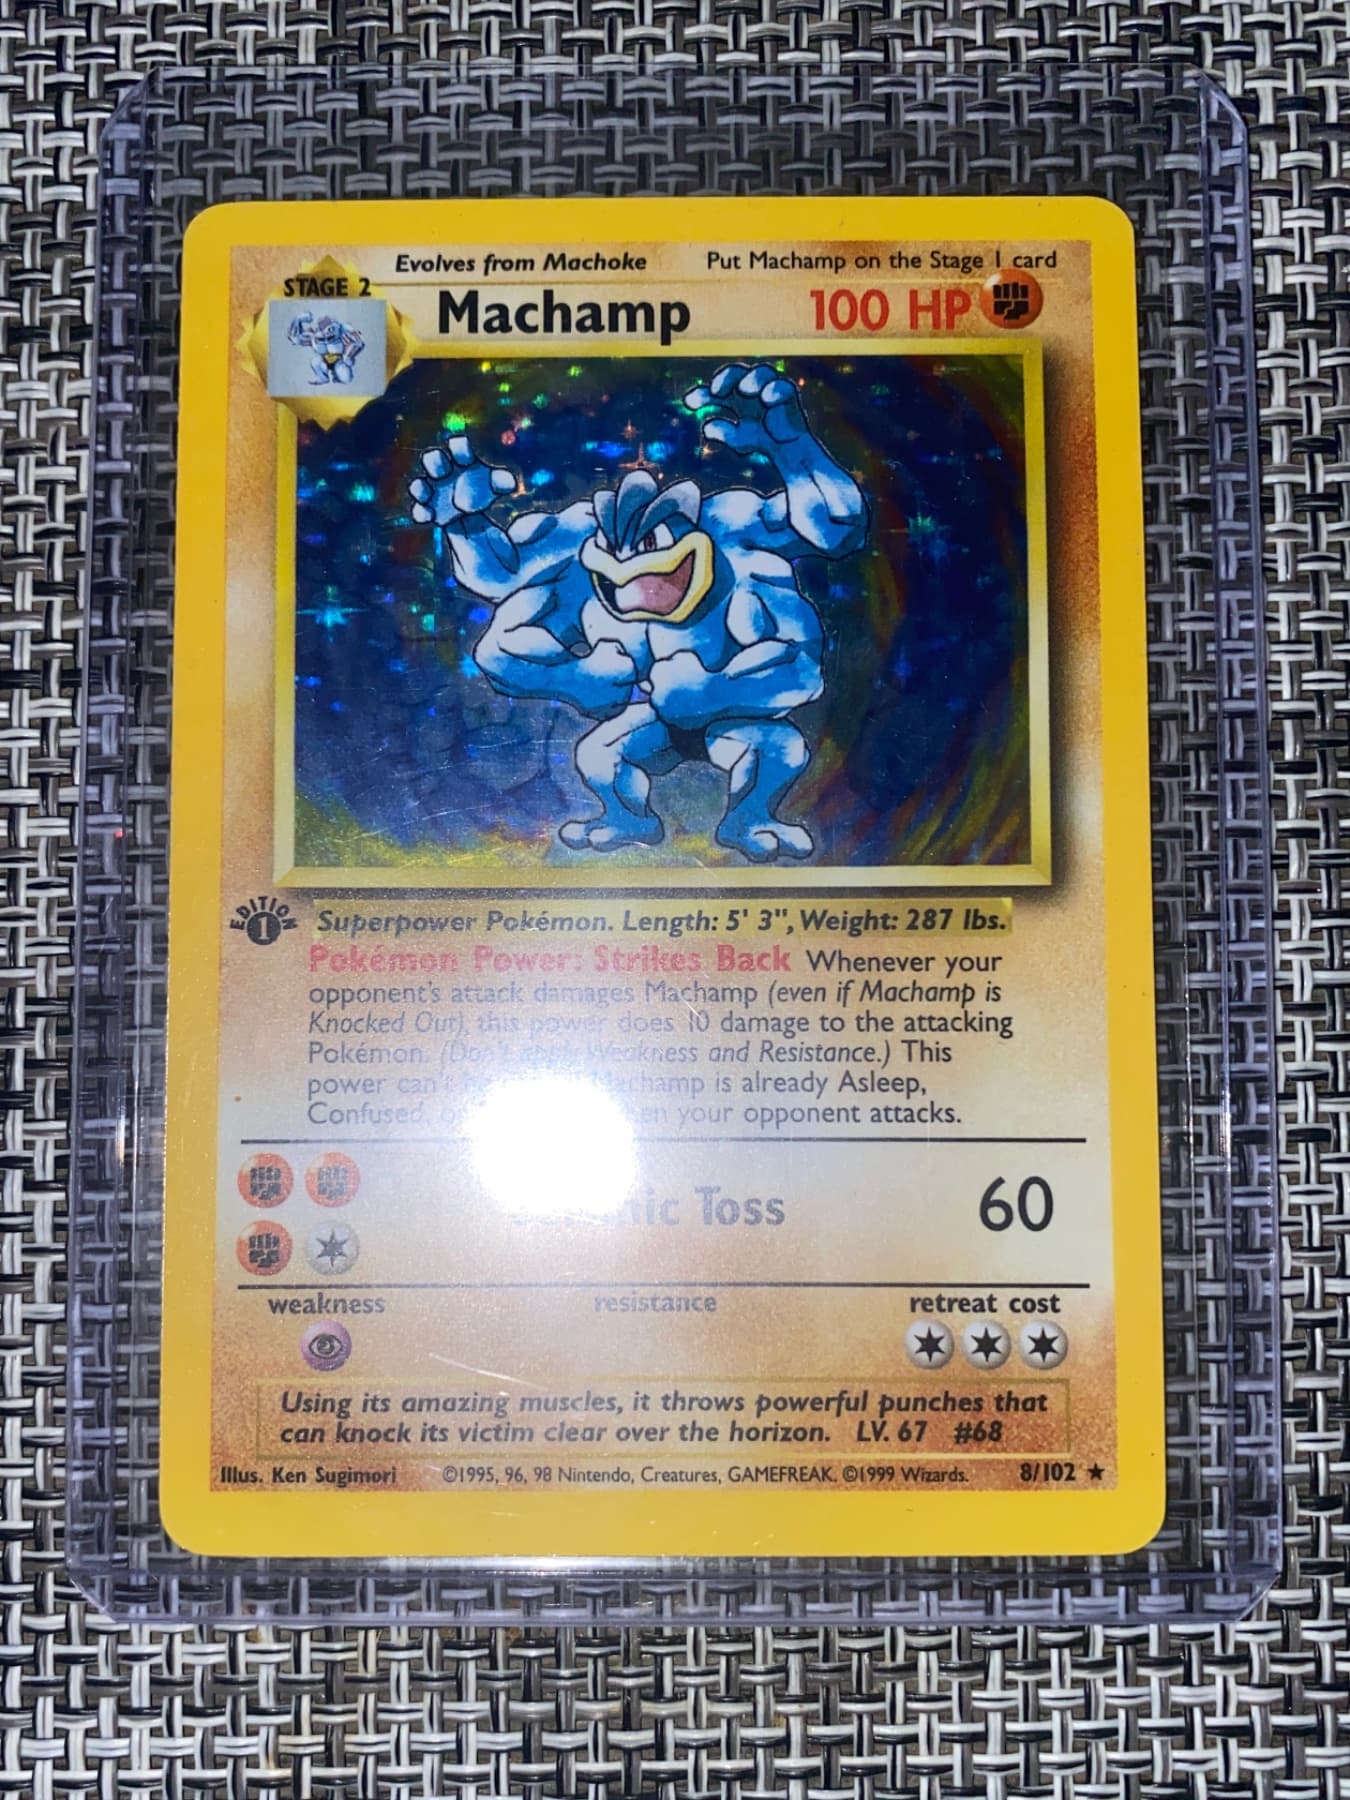 Evolves from Machoke Put Machamp on the Stage 1 card
STAGE 2
Machamp 100 HP
EDITION
1
Superpower Pokémon. Length: 5' 3", Weight: 287 lbs.
Pokémon Power: Strikes Back Whenever your
opponent's attack damages Machamp (even if Machamp is
Knocked Out), this power does 10 damage to the attacking
Pokémon. (Don't apply Weakness and Resistance.) This
power can't Machamp is already Asleep,
Confused, your opponent attacks.
Toss 60
weakness resistance retreat cost
Using its amazing muscles, it throws powerful punches that
can knock its victim clear over the horizon. LV. 67 #68
Illus. Ken Sugimori ©1995, 96, 98 Nintendo, Creatures, GAMEFREAK. ©1999 Wizards. 8/102 ★